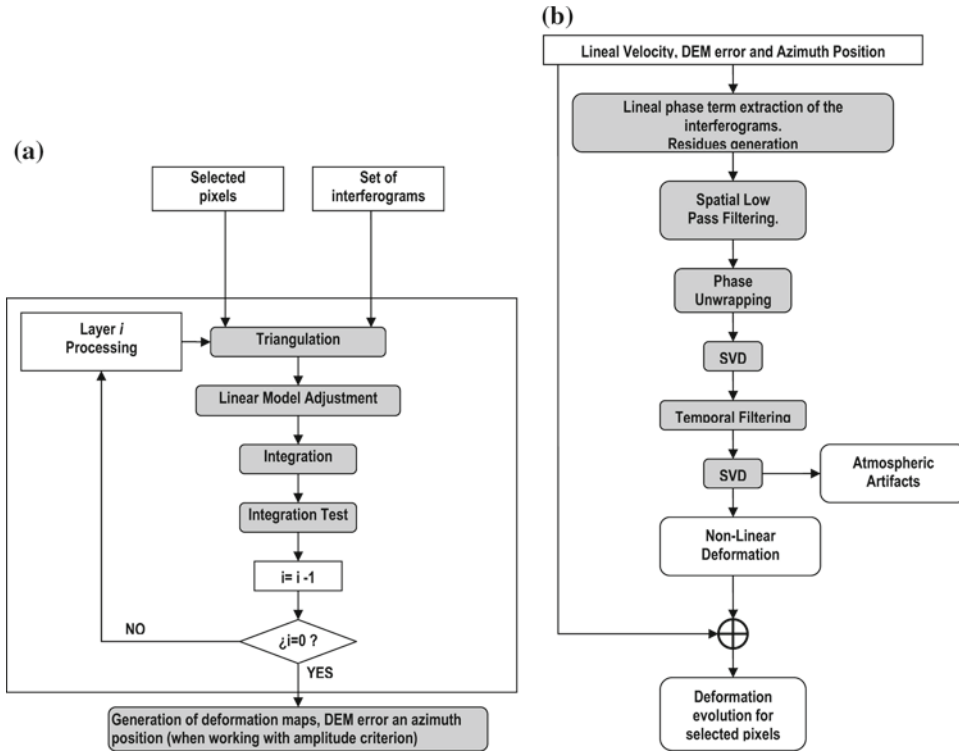 (a)
Selected
pixels
Set of
interferograms
Layer i
Processing
Triangulation
Linear Model Adjustment
Integration
Integration Test
i= i -1
¿i=0 ?
NO
YES
Generation of deformation maps, DEM error an azimuth
position (when working with amplitude criterion)
(b)
Lineal Velocity, DEM error and Azimuth Position
Lineal phase term extraction of the
interferograms.
Residues generation
Spatial Low
Pass Filtering.
Phase
Unwrapping
SVD
Temporal Filtering
SVD
Atmospheric
Artifacts
Non-Linear
Deformation
Deformation
evolution for
selected pixels